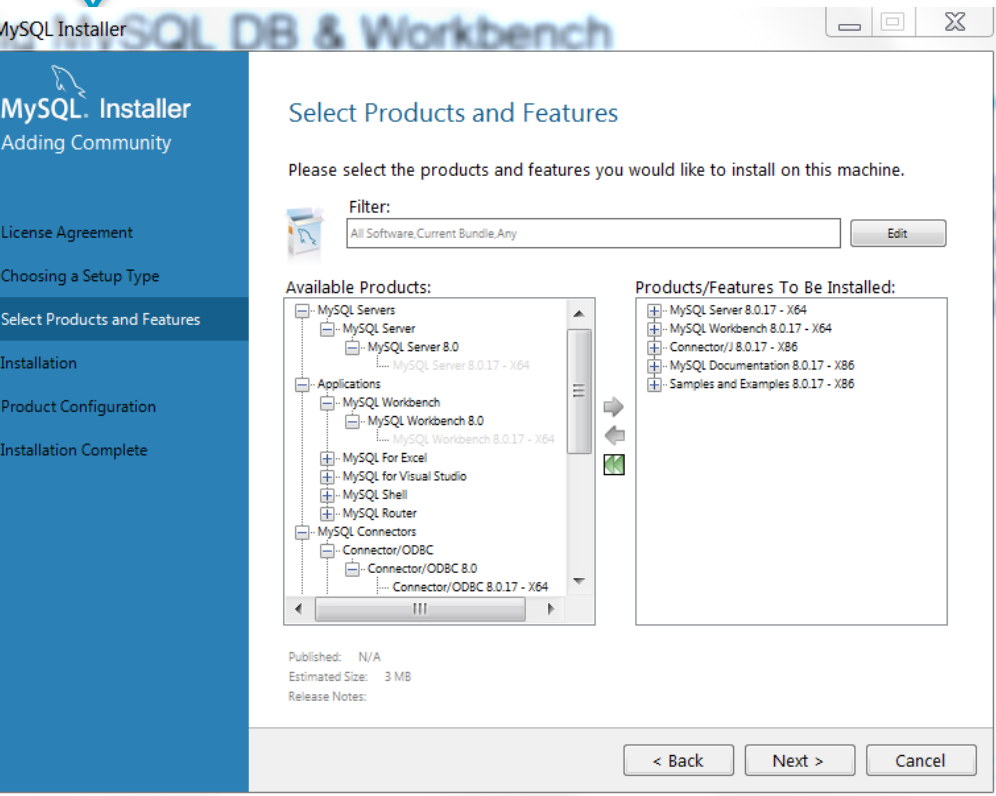 MySQL DB & Workbench
MySQL Installer
MySQL. Installer
Adding Community
License Agreement
Choosing a Setup Type
Select Products and Features
Installation
Product Configuration
Installation Complete
Select Products and Features
Please select the products and features you would like to install on this machine.
Filter:
All Software,Current Bundle,Any
Edit
Available Products:
MySQL Servers
MySQL Server
MySQL Server 8.0
MySQL Server 8.0.17 - X64
Applications
MySQL Workbench
MySQL Workbench 8.0
MySQL Workbench 8.0.17 - X64
MySQL For Excel
MySQL for Visual Studio
MySQL Shell
MySQL Router
MySQL Connectors
Connector/ODBC
Connector/ODBC 8.0
Connector/ODBC 8.0.17 - X64
Products/Features To Be Installed:
MySQL Server 8.0.17 - X64
MySQL Workbench 8.0.17 - X64
Connector/J 8.0.17 - X86
MySQL Documentation 8.0.17 - X86
Samples and Examples 8.0.17 - X86
Published: N/A
Estimated Size: 3 MB
Release Notes:
< Back
Next >
Cancel